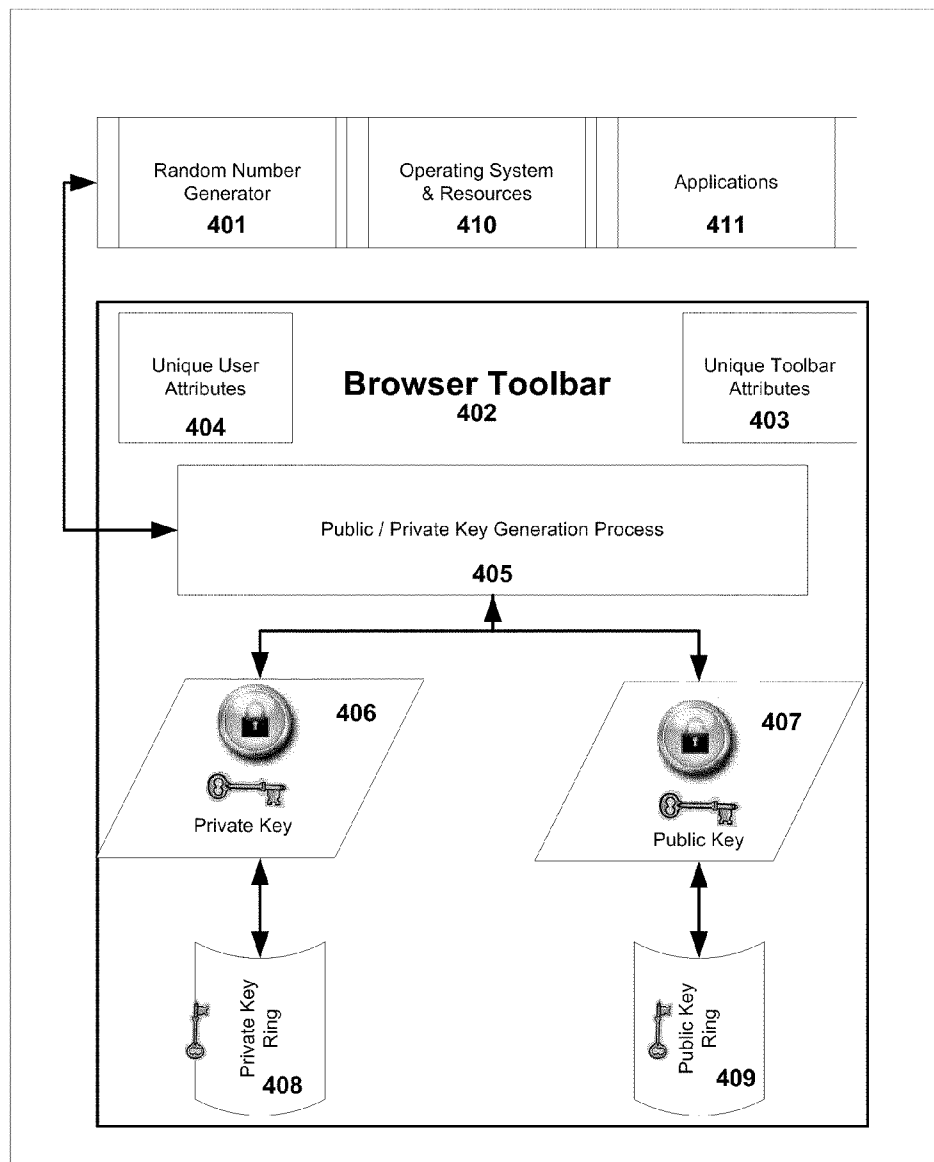 Random Number
Generator
401
Operating System
& Resources
410
Applications
411
Unique User
Attributes
404
Browser Toolbar
402
Unique Toolbar
Attributes
403
Public / Private Key Generation Process
405
406
Private Key
407
Public Key
Private Key
Ring
408
Public Key
Ring
409